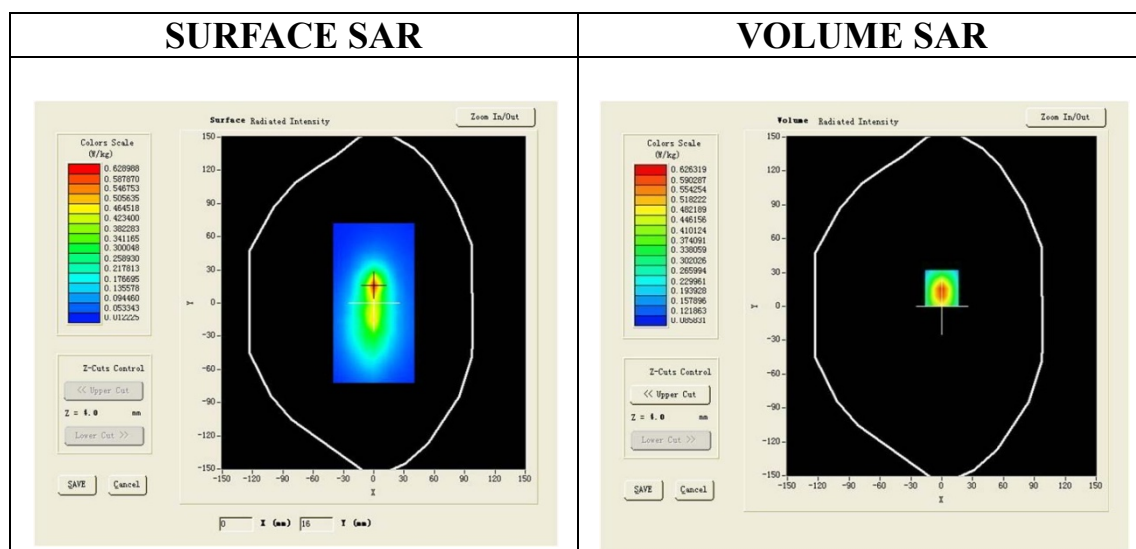 SURFACE SAR
VOLUME SAR
Surface Radiated Intensity
Zoom In/Out
Colors Scale
(W/kg)
0.628988
0.587870
0.546753
0.505635
0.464518
0.423400
0.382283
0.341165
0.300048
0.258930
0.217813
0.176695
0.135578
0.094460
0.053343
0.012225
150
120
90
60
30
0
-30
-60
-90
-120
-150
Y
-150 -120 -90 -60 -30 0 30 60 90 120 150
X
Z-Cuts Control
<< Upper Cut
Z = 4.0 mm
Lower Cut >>
SAVE Cancel
0 X (mm) 16 Y (mm)
Volume Radiated Intensity
Zoom In/Out
Colors Scale
(W/kg)
0.626319
0.590287
0.554254
0.518222
0.482189
0.446156
0.410124
0.374091
0.338059
0.302026
0.265994
0.229961
0.193928
0.157896
0.121863
0.085831
150
120
90
60
30
0
-30
-60
-90
-120
-150
Y
-150 -120 -90 -60 -30 0 30 60 90 120 150
X
Z-Cuts Control
<< Upper Cut
Z = 4.0 mm
Lower Cut >>
SAVE Cancel